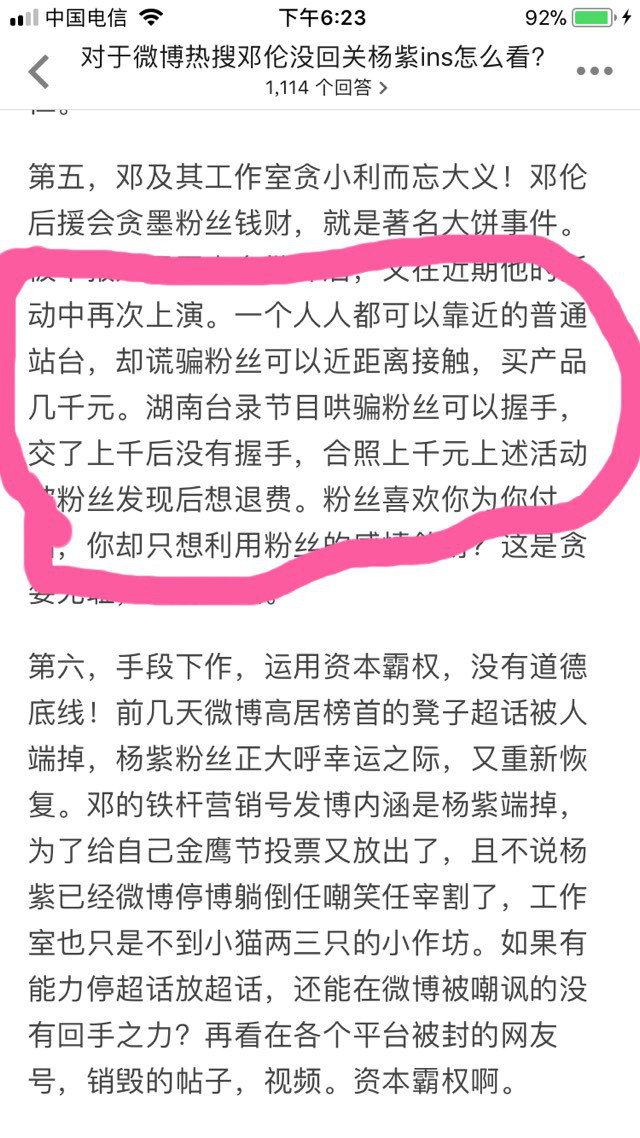 中国电信
下午6:23
92%
对于微博热搜邓伦没回关杨紫ins怎么看?
1,114 个回答
第五，邓及其工作室贪小利而忘大义！邓伦
后援会贪墨粉丝钱财，就是著名大饼事件。
又在近期他的活
动中再次上演。一个人人都可以靠近的普通
站台，却谎骗粉丝可以近距离接触，买产品
几千元。湖南台录节目哄骗粉丝可以握手，
交了上千后没有握手，合照上千元上述活动
粉丝发现后想退费。粉丝喜欢你为你付
，你却只想利用粉丝的感情？这是贪
第六，手段下作，运用资本霸权，没有道德
底线！前几天微博高居榜首的凳子超话被人
端掉，杨紫粉丝正大呼幸运之际，又重新恢
复。邓的铁杆营销号发博内涵是杨紫端掉，
为了给自己金鹰节投票又放出了，且不说杨
紫已经微博停博躺倒任嘲笑任宰割了，工作
室也只是不到小猫两三只的小作坊。如果有
能力停超话放超话，还能在微博被嘲讽的没
有回手之力？再看在各个平台被封的网友
号，销毁的帖子，视频。资本霸权啊。